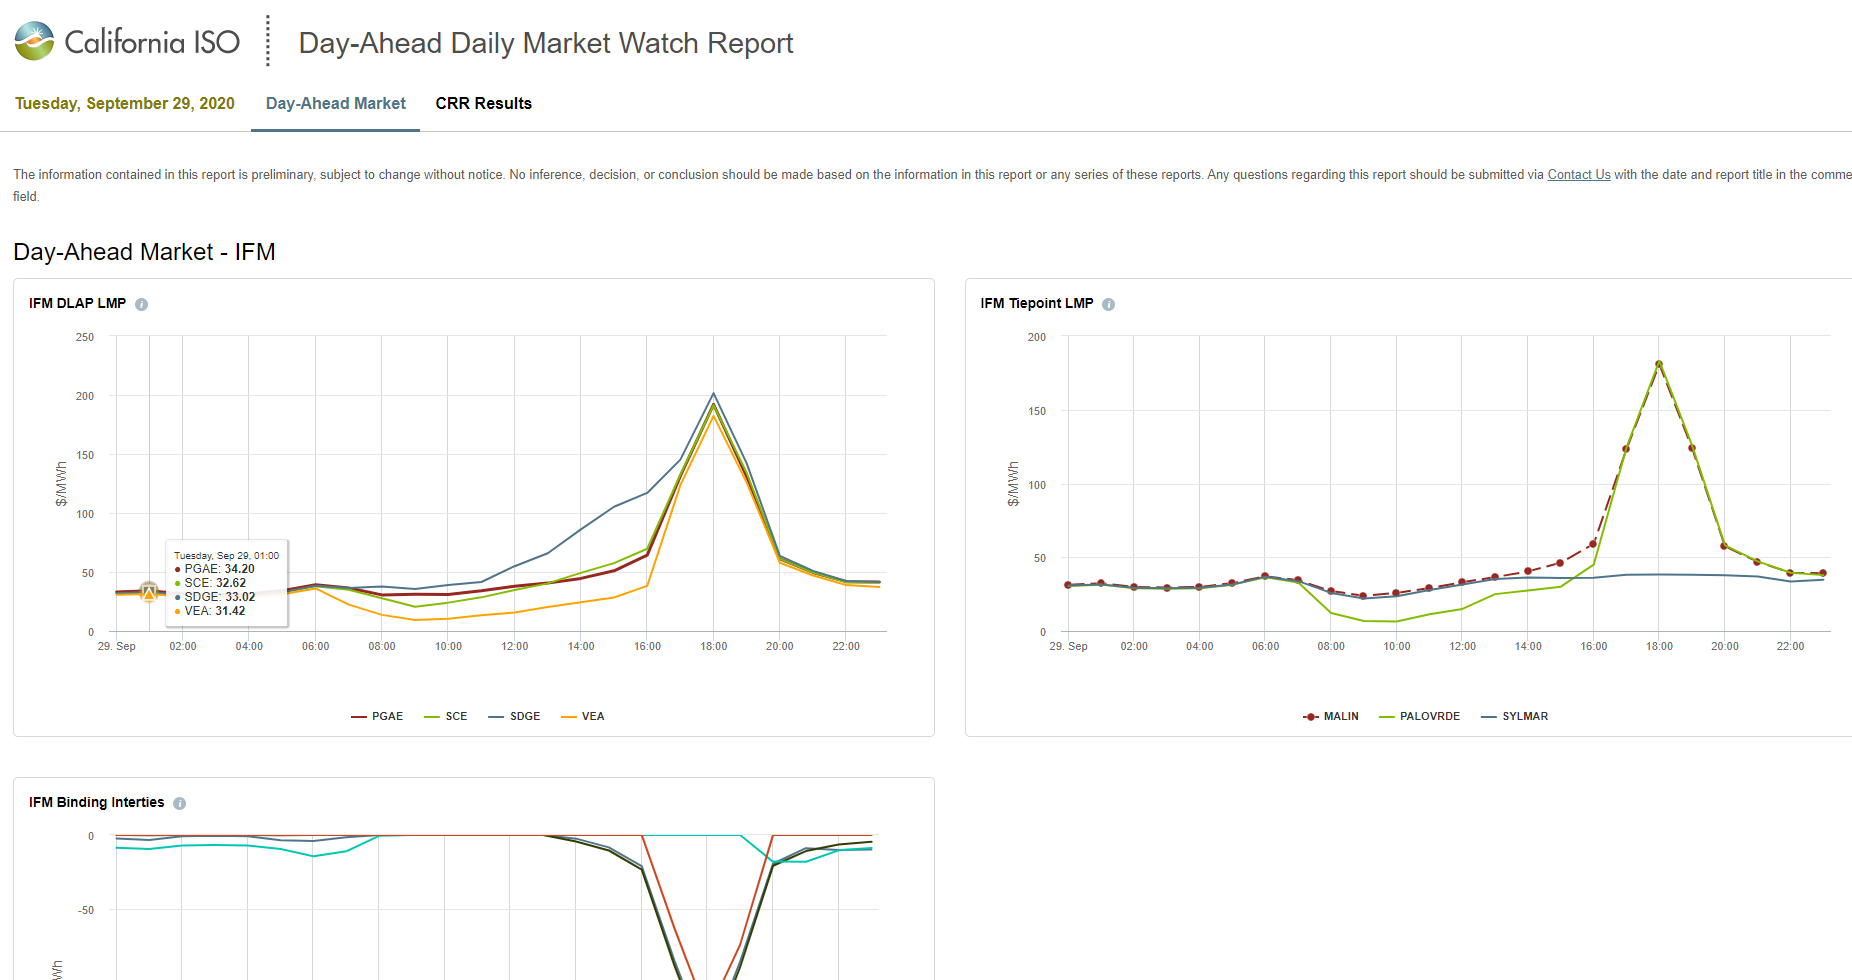 California ISO
Day-Ahead Daily Market Watch Report
Tuesday, September 29, 2020
Day-Ahead Market
CRR Results
The information contained in this report is preliminary, subject to change without notice. No inference, decision, or conclusion should be made based on the information in this report or any series of these reports. Any questions regarding this report should be submitted via Contact Us with the date and report title in the comme
field.
Day-Ahead Market - IFM
IFM DLAP LMP
250
200
150
100
50
0
$/MWh
Tuesday, Sep 29, 01:00
PGAE: 34.20
SCE: 32.62
SDGE: 33.02
VEA: 31.42
29. Sep 02:00 04:00 06:00 08:00 10:00 12:00 14:00 16:00 18:00 20:00 22:00
PGAE SCE SDGE VEA
IFM Tiepoint LMP
200
150
100
50
0
$/MWh
29. Sep 02:00 04:00 06:00 08:00 10:00 12:00 14:00 16:00 18:00 20:00 22:00
MALIN PALOVRDE SYLMAR
IFM Binding Interties
0
-50
Wh